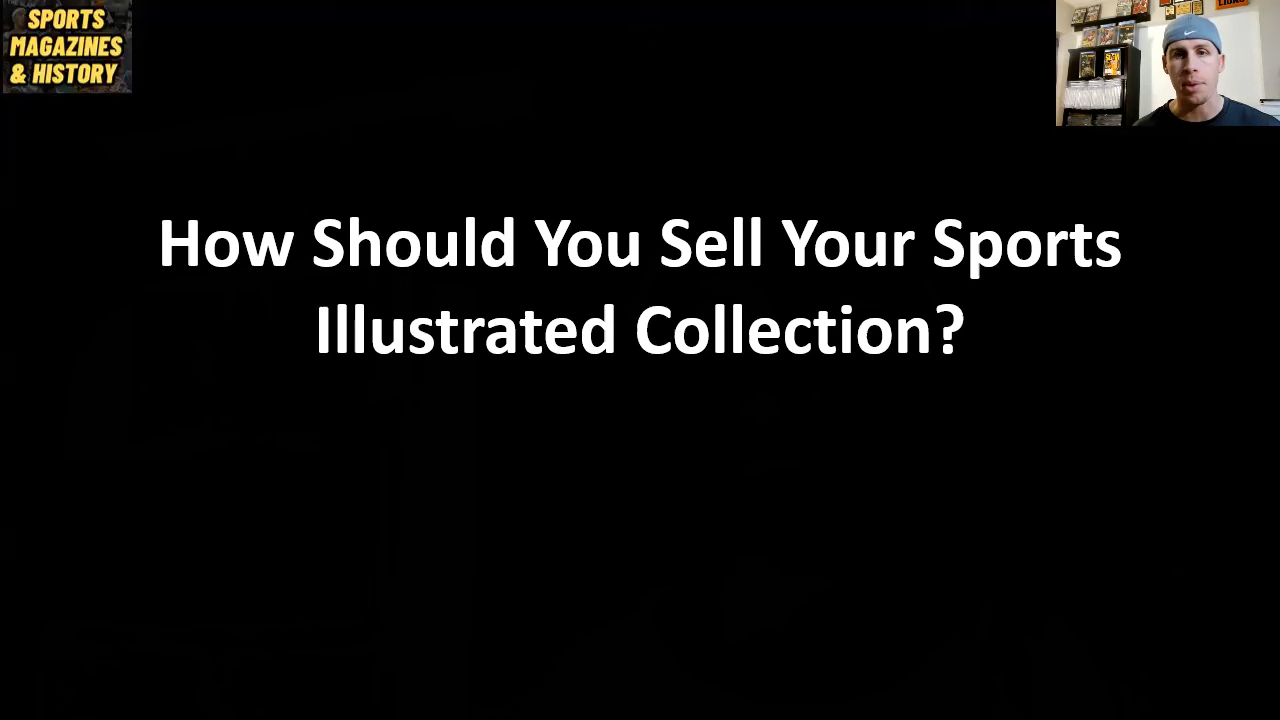 SPORTS
MAGAZINES
& HISTORY
How Should You Sell Your Sports
Illustrated Collection?